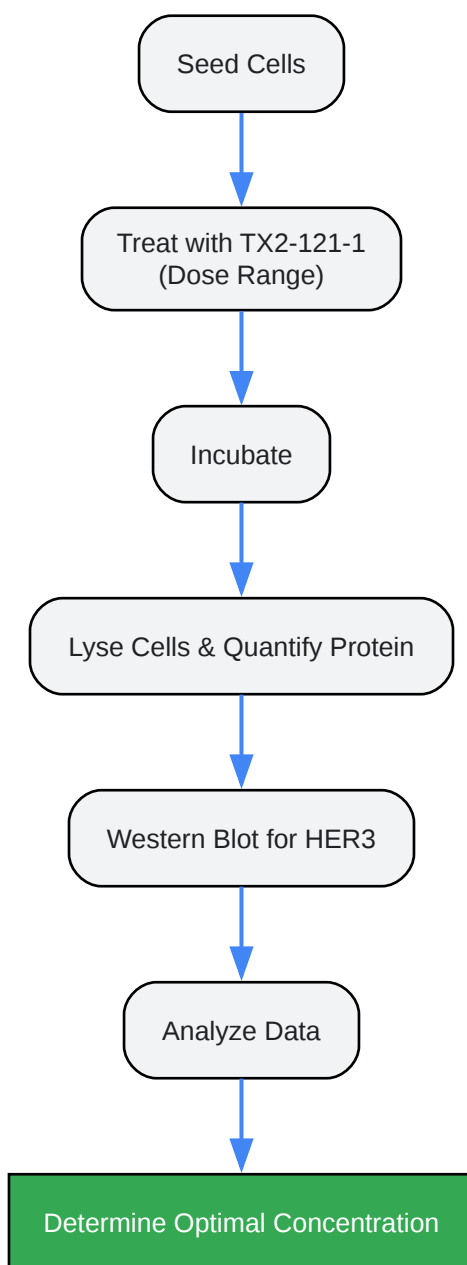 Seed Cells
Treat with TX2-121-1
(Dose Range)
Incubate
Lyse Cells & Quantify Protein
Western Blot for HER3
Analyze Data
Determine Optimal Concentration